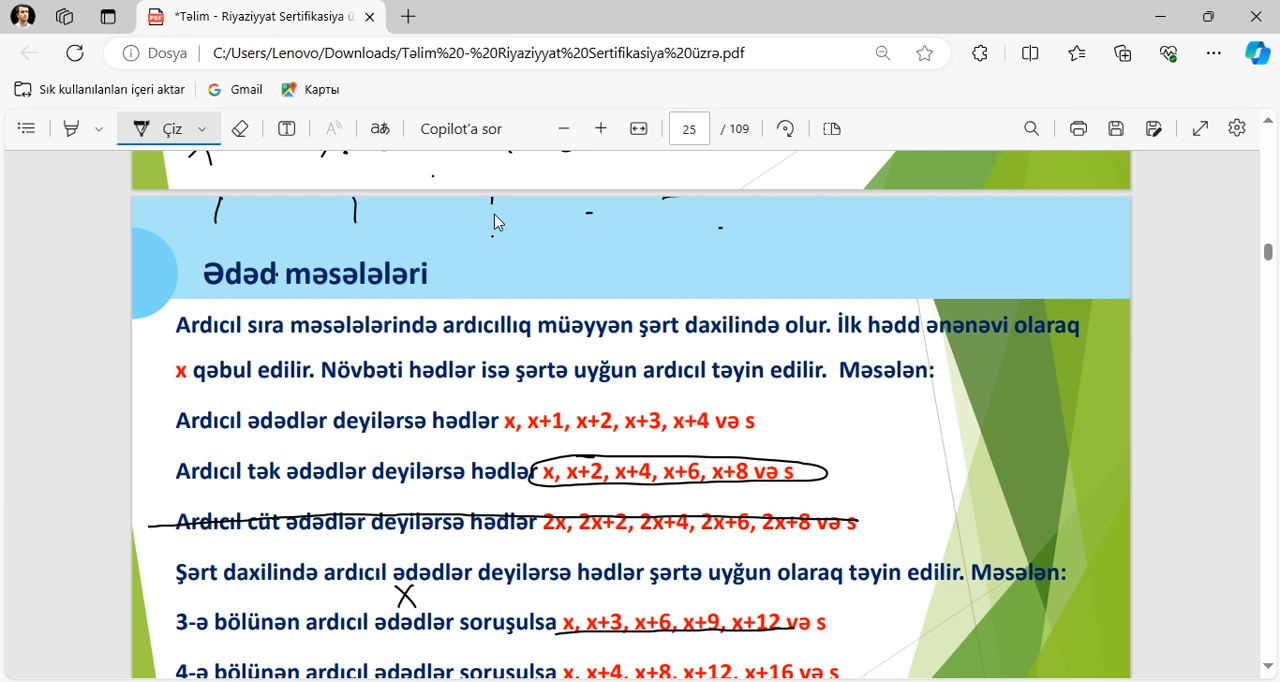 *Təlim - Riyaziyyat Sertifikasiya ü
Dosya
C:/Users/Lenovo/Downloads/Təlim%20-%20Riyaziyyat%20Sertifikasiya%20üzrə.pdf
Sık kullanılanları içeri aktar
Gmail
Карты
Çiz
Copilot'a sor
25 / 109
Ədəd məsələləri
Ardıcıl sıra məsələlərində ardıcıllıq müəyyən şərt daxilində olur. İlk hədd ənənəvi olaraq
x qəbul edilir. Növbəti hədlər isə şərtə uyğun ardıcıl təyin edilir. Məsələn:
Ardıcıl ədədlər deyilərsə hədlər x, x+1, x+2, x+3, x+4 və s
Ardıcıl tək ədədlər deyilərsə hədlər x, x+2, x+4, x+6, x+8 və s
Ardıcıl cüt ədədlər deyilərsə hədlər 2x, 2x+2, 2x+4, 2x+6, 2x+8 və s
Şərt daxilində ardıcıl ədədlər deyilərsə hədlər şərtə uyğun olaraq təyin edilir. Məsələn:
x
3-ə bölünən ardıcıl ədədlər soruşulsa x, x+3, x+6, x+9, x+12 və s
4-ə bölünən ardıcıl ədədlər soruşulsa x, x+4, x+8, x+12, x+16 və s